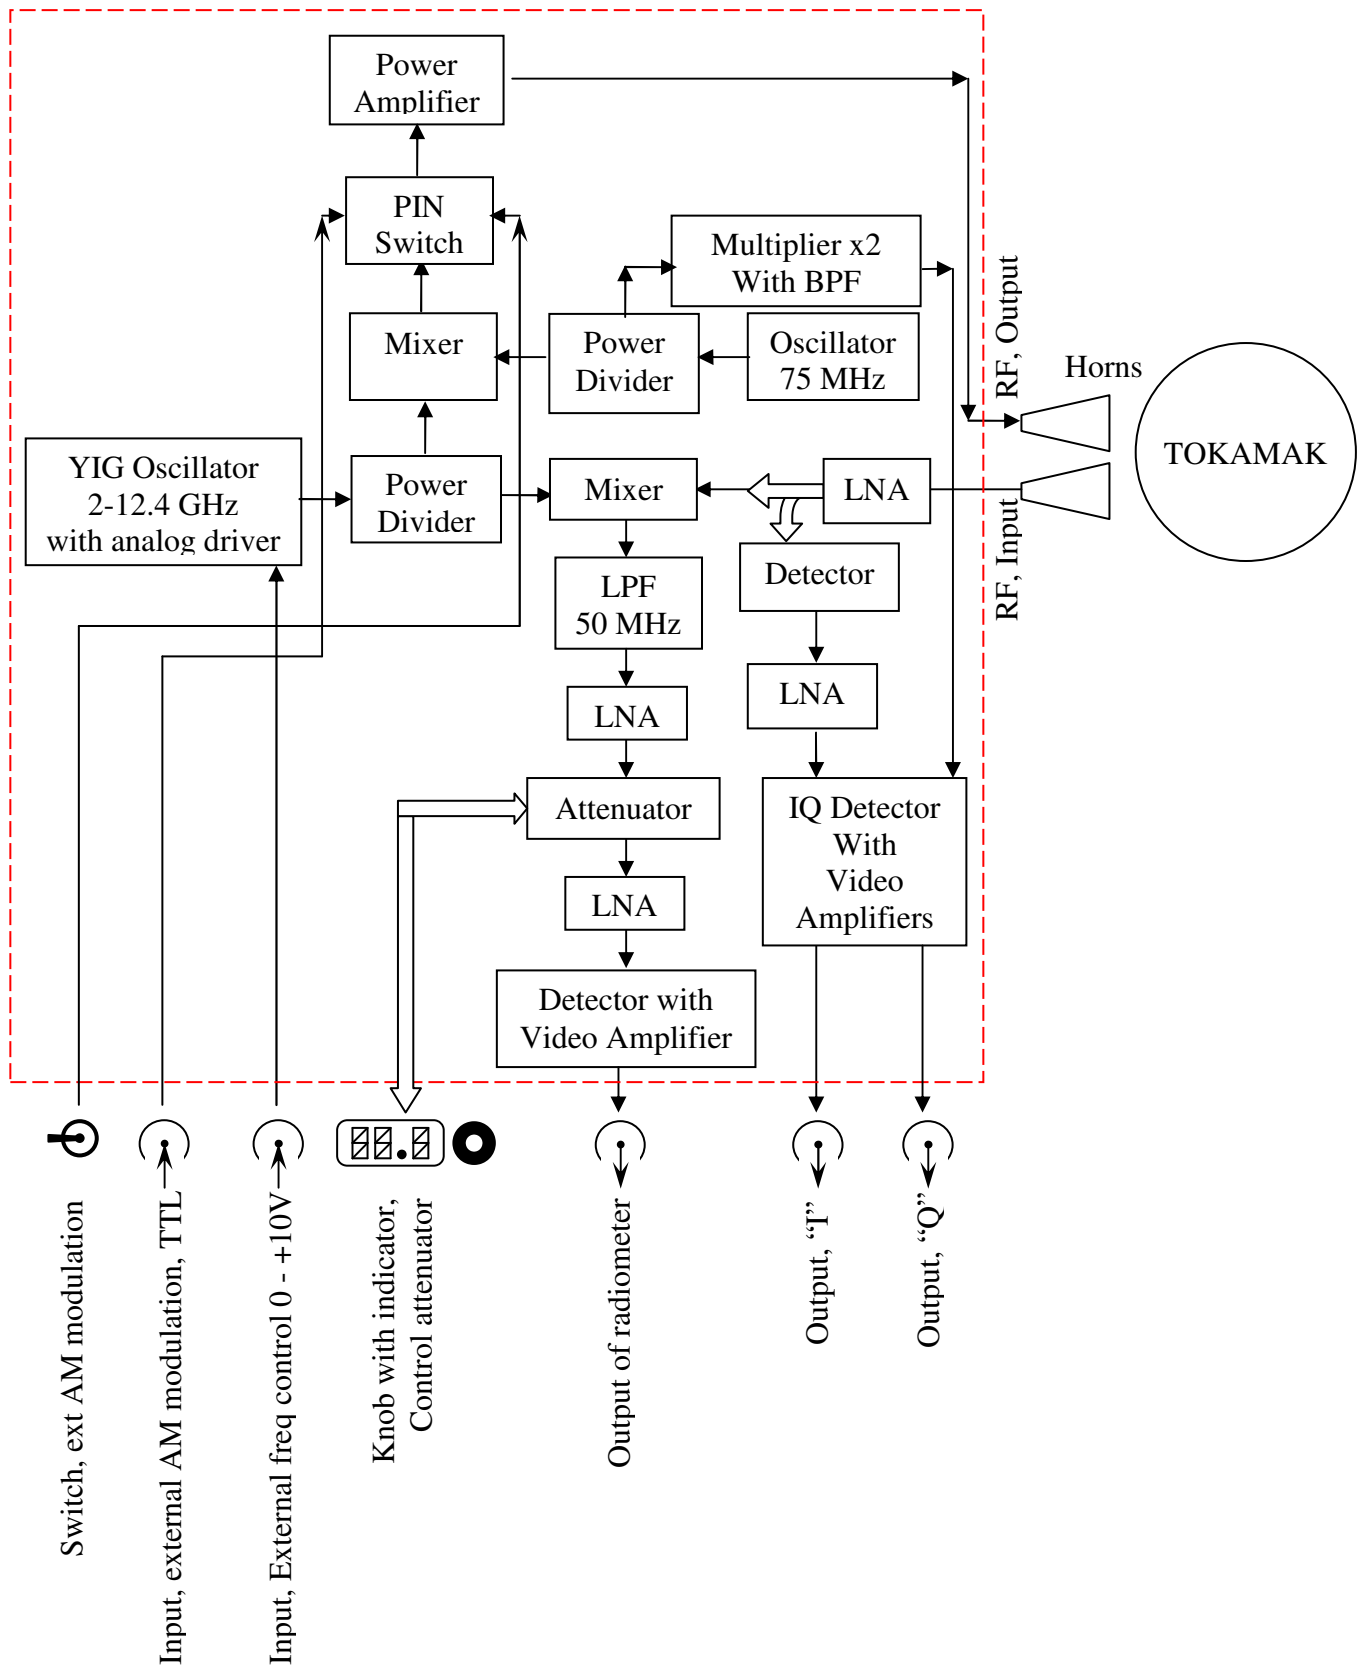 Power
Amplifier
PIN
Switch
Multiplier x2
With BPF
Mixer
Power
Divider
Oscillator
75 MHz
RF, Output
Horns
TOKAMAK
YIG Oscillator
2-12.4 GHz
with analog driver
Power
Divider
Mixer
LNA
RF, Input
LPF
50 MHz
Detector
LNA
LNA
Attenuator
IQ Detector
With
Video
Amplifiers
LNA
Detector with
Video Amplifier
Switch, ext AM modulation
Input, external AM modulation, TTL
Input, External freq control 0 - +10V
Knob with indicator,
Control attenuator
Output of radiometer
Output, “I”
Output, “Q”